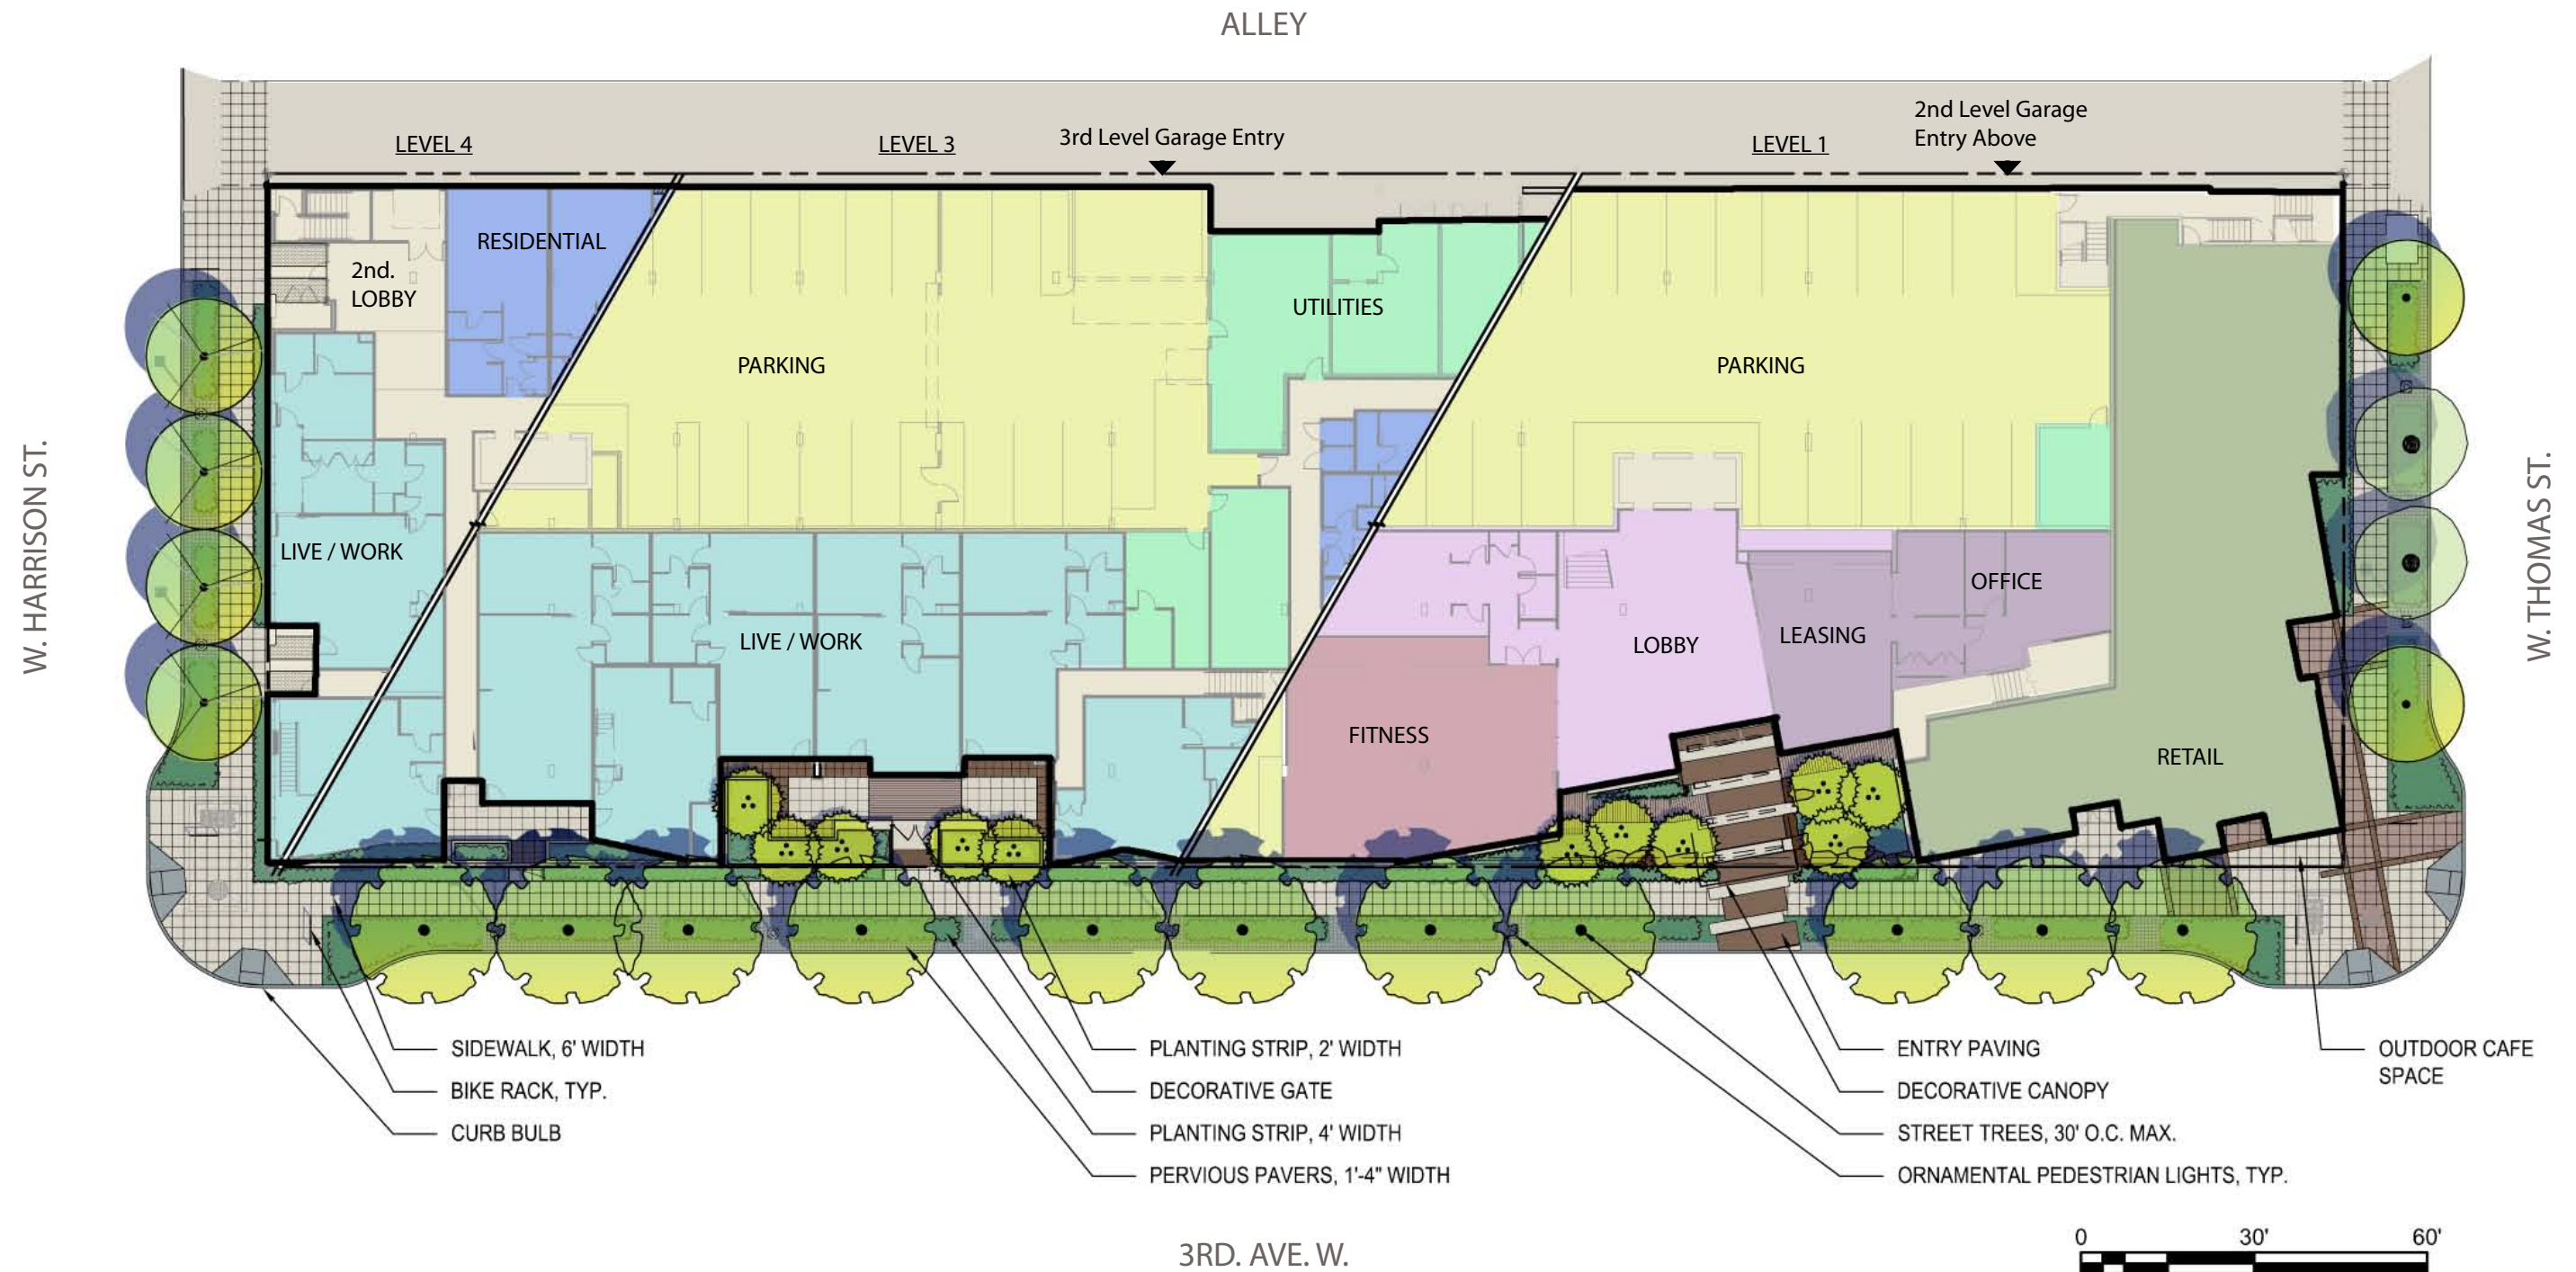 ALLEY
2nd Level Garage
Entry Above
LEVEL 4
LEVEL 3
3rd Level Garage Entry
LEVEL 1
RESIDENTIAL
2nd.
LOBBY
UTILITIES
PARKING
PARKING
W. HARRISON ST.
W. THOMAS ST.
LIVE / WORK
LIVE / WORK
OFFICE
LEASING
LOBBY
FITNESS
RETAIL
SIDEWALK, 6' WIDTH
BIKE RACK, TYP.
CURB BULB
PLANTING STRIP, 2' WIDTH
DECORATIVE GATE
PLANTING STRIP, 4' WIDTH
PERVIOUS PAVERS, 1'-4" WIDTH
ENTRY PAVING
DECORATIVE CANOPY
STREET TREES, 30' O.C. MAX.
ORNAMENTAL PEDESTRIAN LIGHTS, TYP.
OUTDOOR CAFE
SPACE
3RD. AVE. W.
0 30' 60'